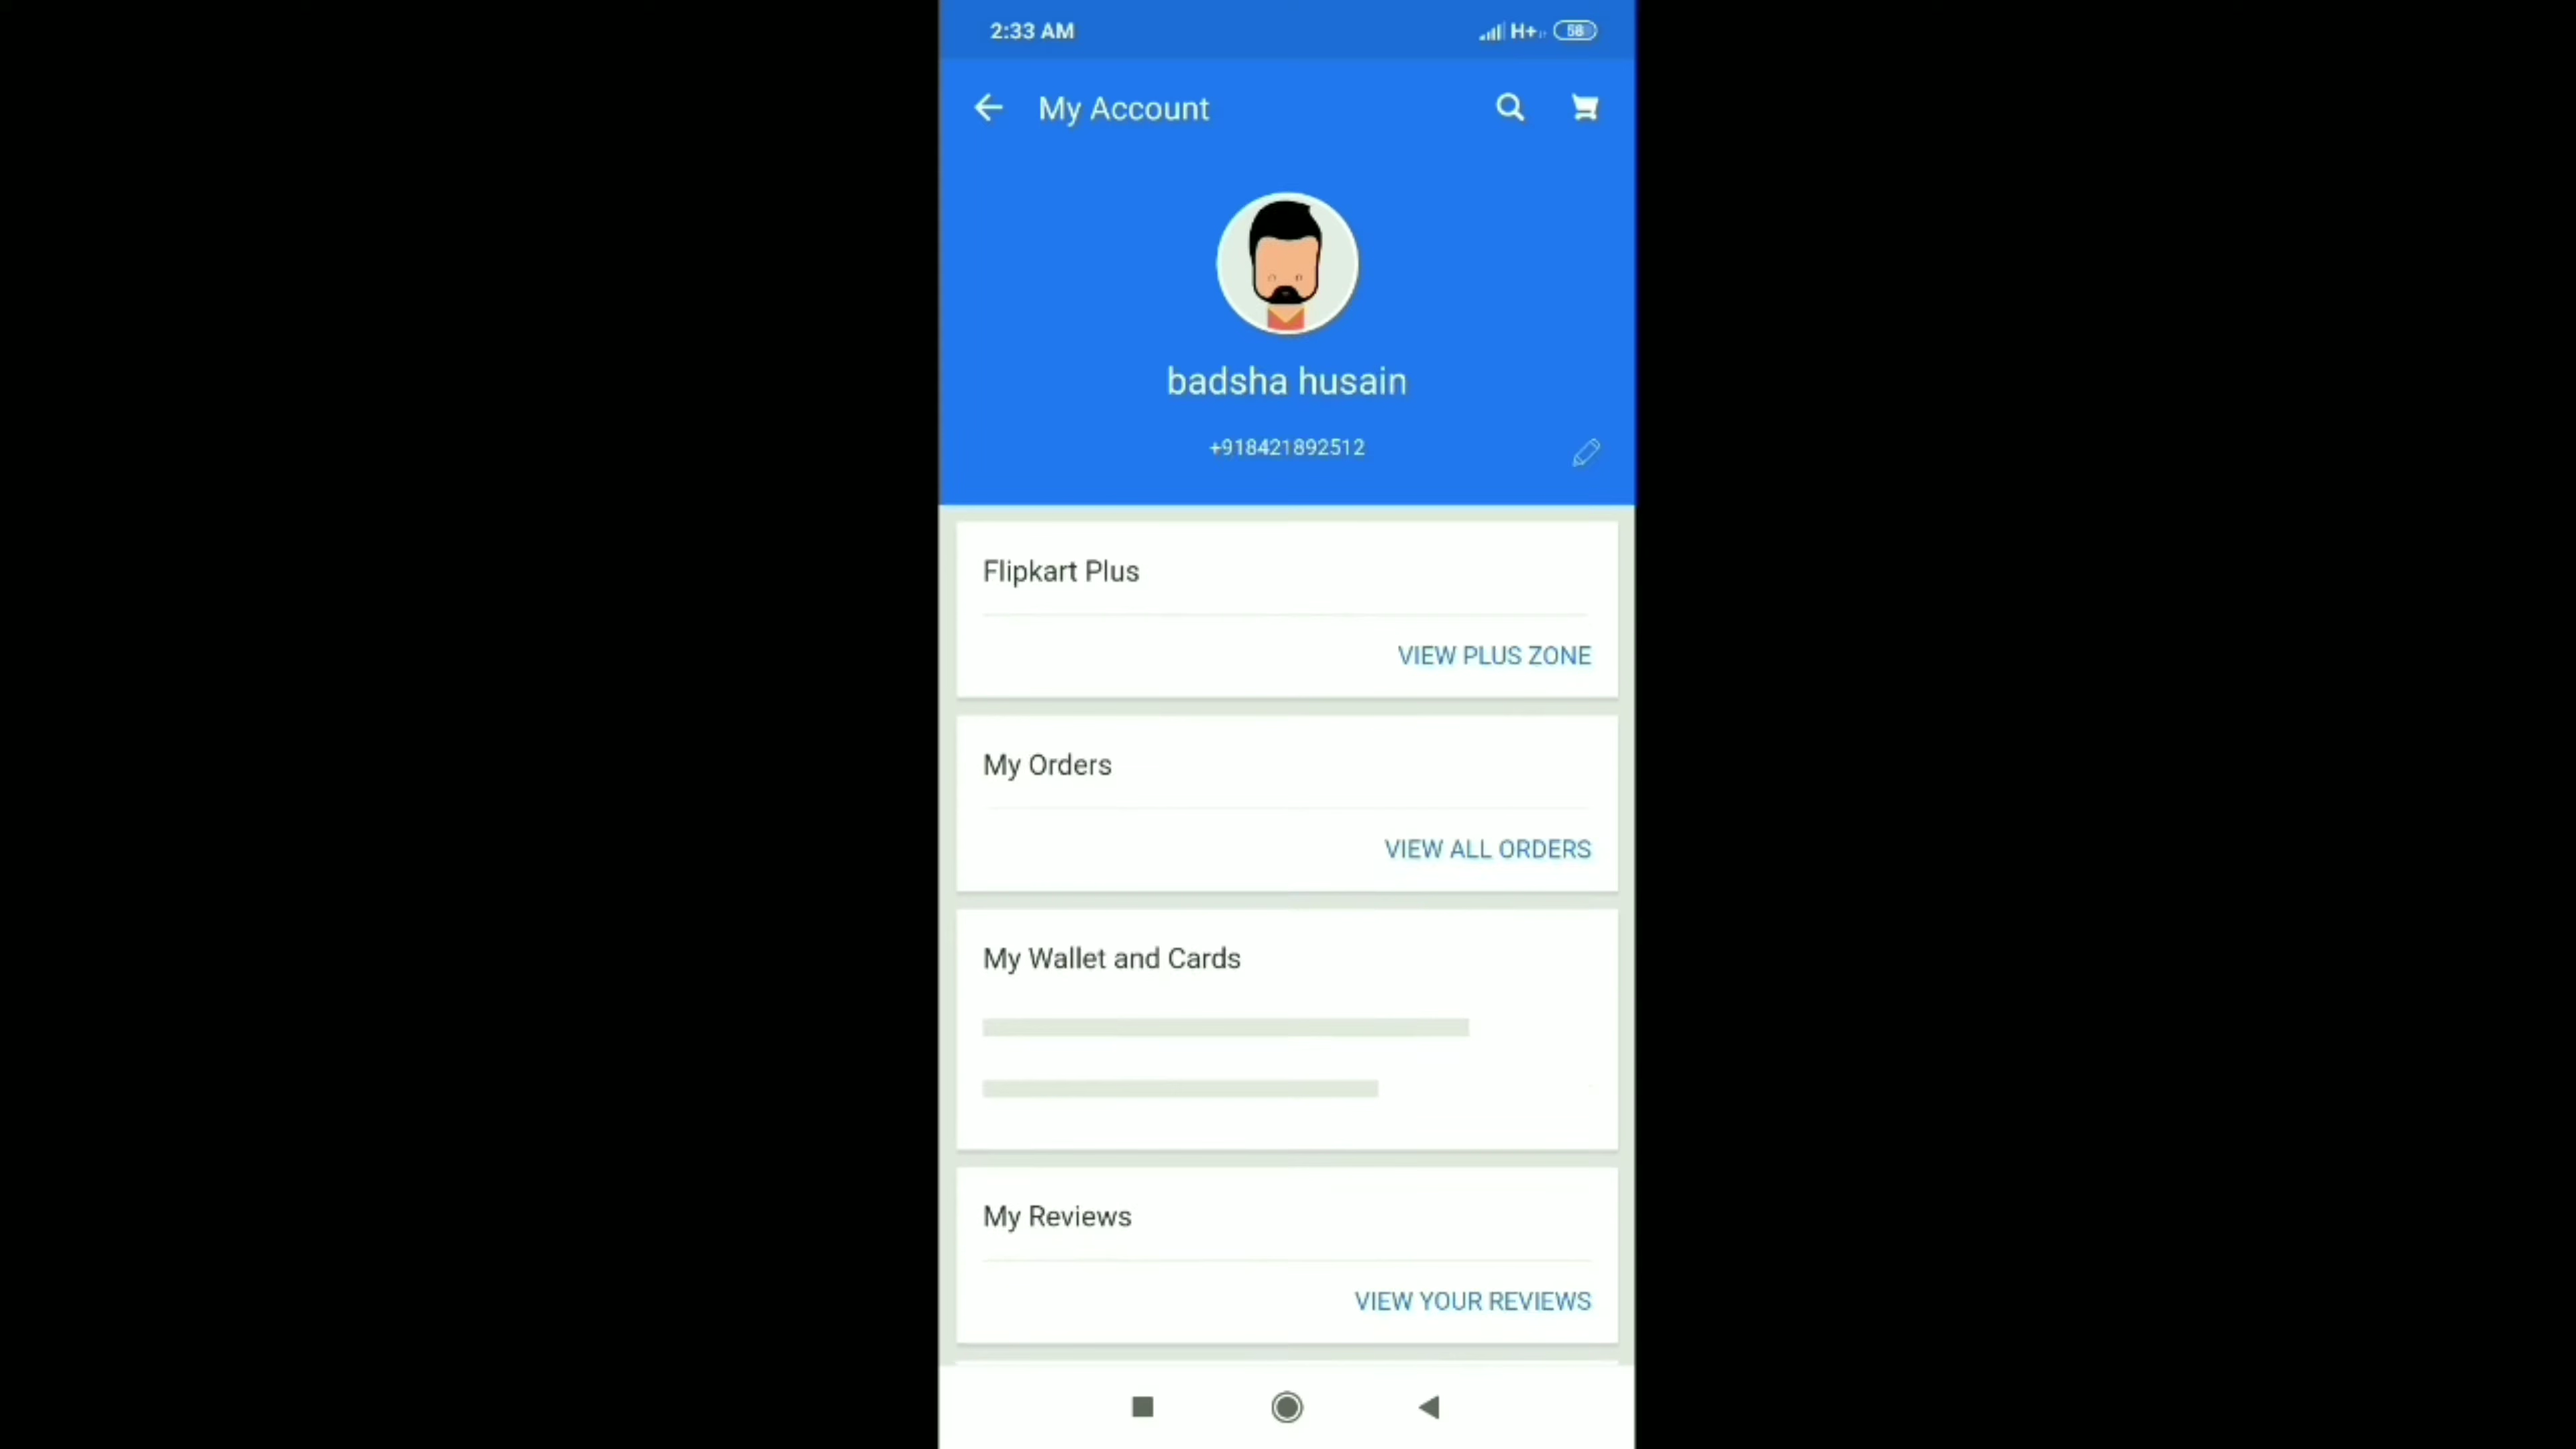 2:33 AM
H+
58
My Account
badsha husain
+918421892512
Flipkart Plus
VIEW PLUS ZONE
My Orders
VIEW ALL ORDERS
My Wallet and Cards
My Reviews
VIEW YOUR REVIEWS